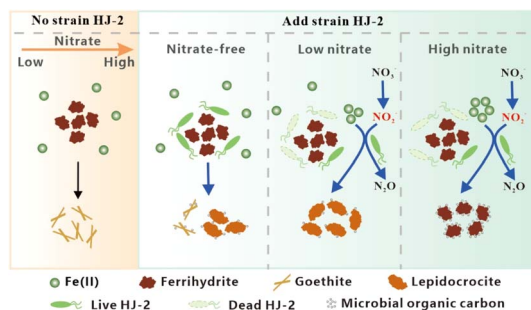 No strain HJ-2
Add strain HJ-2
Nitrate
Low
High
Nitrate-free
Low nitrate
High nitrate
NO₃⁻
NO₂⁻
N₂O
NO₃⁻
NO₂⁻
N₂O
Fe(II)
Ferrihydrite
Goethite
Lepidocrocite
Live HJ-2
Dead HJ-2
Microbial organic carbon